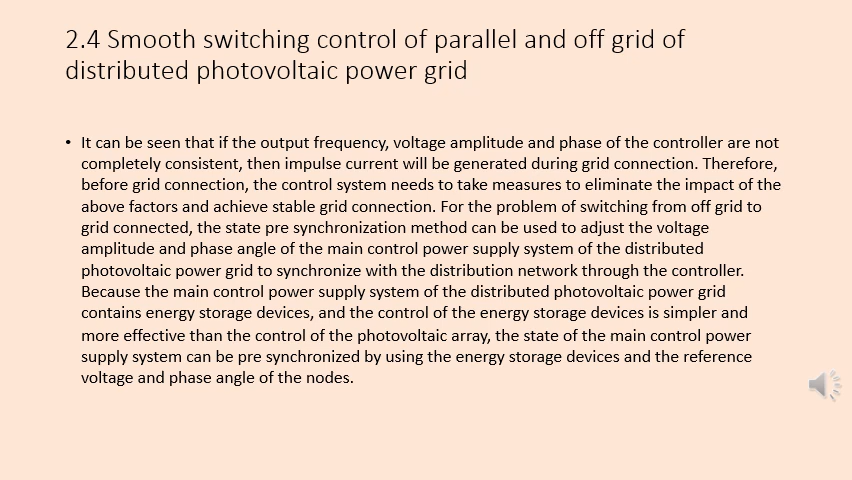 2.4 Smooth switching control of parallel and off grid of
distributed photovoltaic power grid
• It can be seen that if the output frequency, voltage amplitude and phase of the controller are not
completely consistent, then impulse current will be generated during grid connection. Therefore,
before grid connection, the control system needs to take measures to eliminate the impact of the
above factors and achieve stable grid connection. For the problem of switching from off grid to
grid connected, the state pre synchronization method can be used to adjust the voltage
amplitude and phase angle of the main control power supply system of the distributed
photovoltaic power grid to synchronize with the distribution network through the controller.
Because the main control power supply system of the distributed photovoltaic power grid
contains energy storage devices, and the control of the energy storage devices is simpler and
more effective than the control of the photovoltaic array, the state of the main control power
supply system can be pre synchronized by using the energy storage devices and the reference
voltage and phase angle of the nodes.